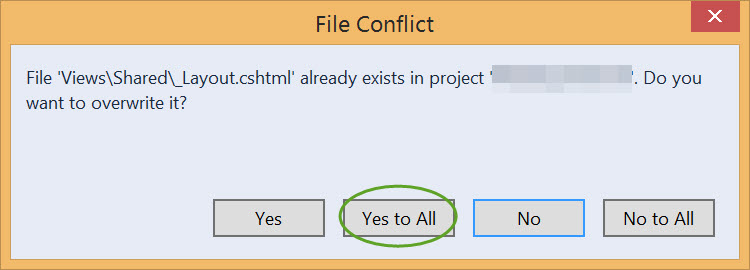 File Conflict
File 'Views\Shared\_Layout.cshtml' already exists in project ' '. Do you
want to overwrite it?
Yes
Yes to All
No
No to All